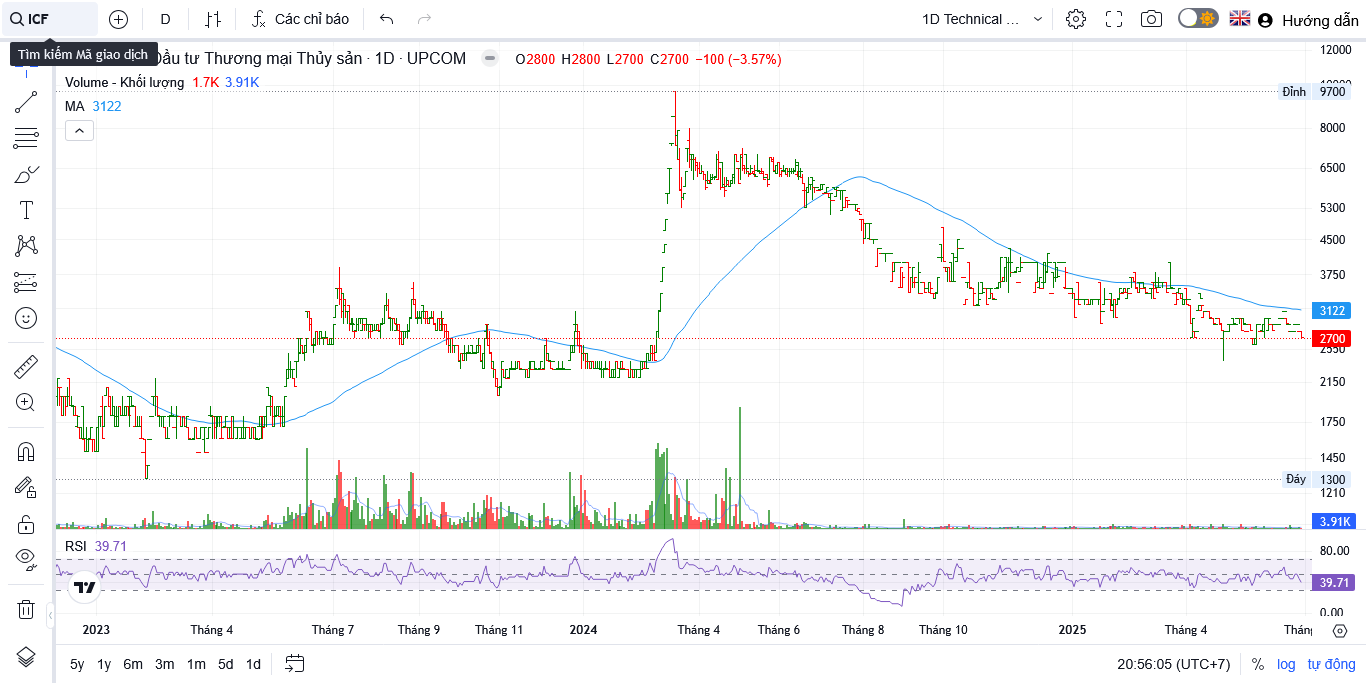 ICF
D
Các chỉ báo
1D Technical ...
Hướng dẫn
Tìm kiếm Mã giao dịch
Đầu tư Thương mại Thủy sản · 1D · UPCOM
O2800 H2800 L2700 C2700 −100 (−3.57%)
Volume - Khối lượng 1.7K 3.91K
MA 3122
12000
Đỉnh 9700
8000
6500
5300
4500
3750
3122
2700
2550
2150
1750
1450
Đáy 1300
1210
3.91K
RSI 39.71
80.00
39.71
0.00
2023 Tháng 4 Tháng 7 Tháng 9 Tháng 11 2024 Tháng 4 Tháng 6 Tháng 8 Tháng 10 2025 Tháng 4 Tháng
5y 1y 6m 3m 1m 5d 1d
20:56:05 (UTC+7) % log tự động